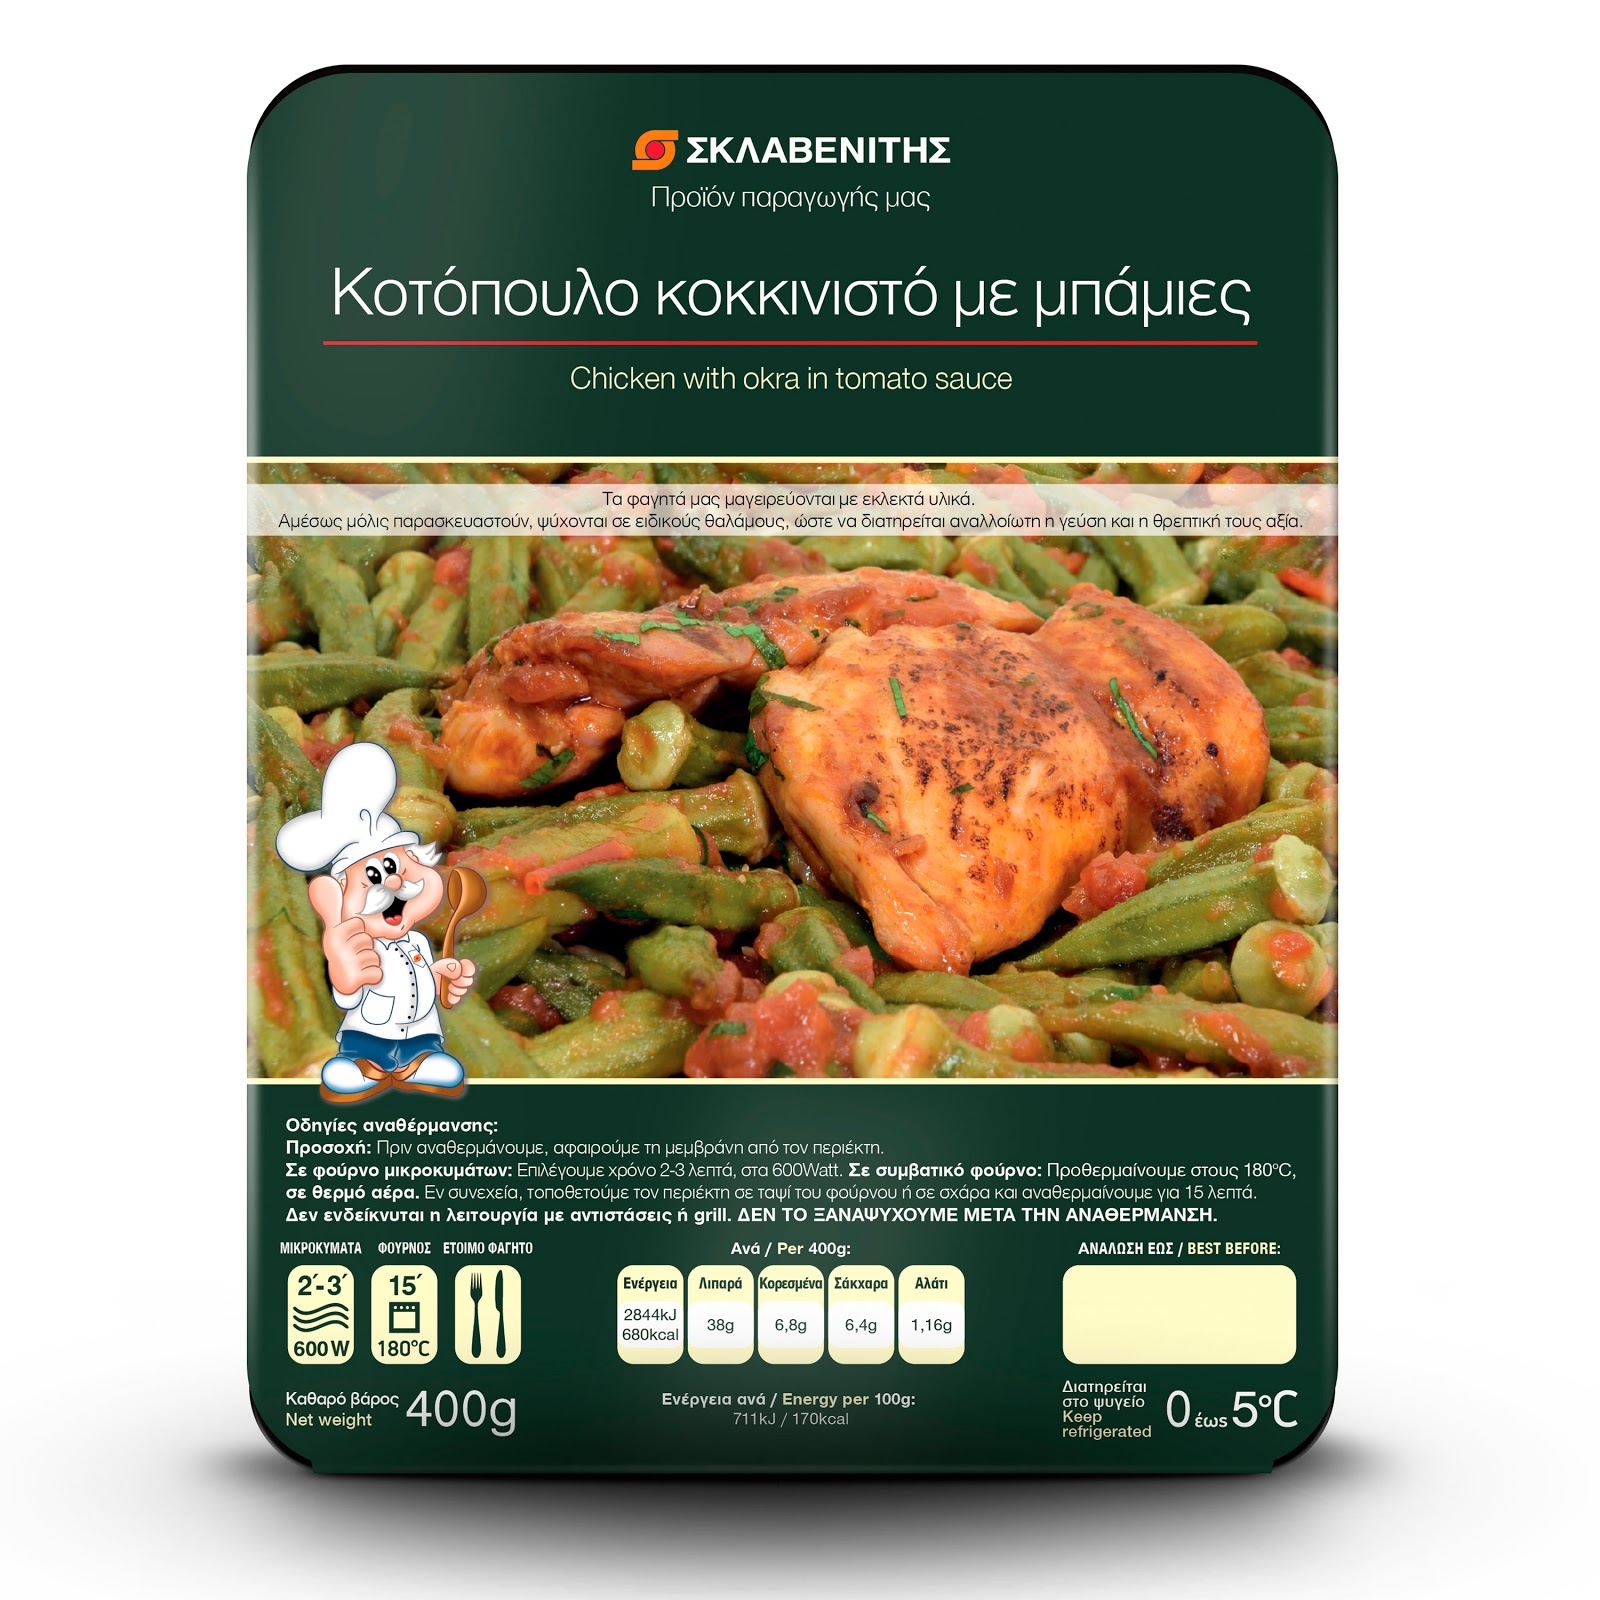 ΣΚΛΑΒΕΝΙΤΗΣ
Προϊόν παραγωγής μας
Κοτόπουλο κοκκινιστό με μπάμιες
Chicken with okra in tomato sauce
Τα φαγητά μας μαγειρεύονται με εκλεκτά υλικά.
Αμέσως μόλις παρασκευαστούν, ψύχονται σε ειδικούς θαλάμους, ώστε να διατηρείται αναλλοίωτη η γεύση και η θρεπτική τους αξία.
Οδηγίες αναθέρμανσης:
Προσοχή: Πριν αναθερμάνουμε, αφαιρούμε τη μεμβράνη από τον περιέκτη.
Σε φούρνο μικροκυμάτων: Επιλέγουμε χρόνο 2-3 λεπτά, στα 600Watt. Σε συμβατικό φούρνο: Προθερμαίνουμε στους 180°C,
σε θερμό αέρα. Εν συνεχεία, τοποθετούμε τον περιέκτη σε ταψί του φούρνου ή σε σχάρα και αναθερμαίνουμε για 15 λεπτά.
Δεν ενδείκνυται η λειτουργία με αντιστάσεις ή grill. ΔΕΝ ΤΟ ΞΑΝΑΨΥΧΟΥΜΕ ΜΕΤΑ ΤΗΝ ΑΝΑΘΕΡΜΑΝΣΗ.
ΜΙΚΡΟΚΥΜΑΤΑ ΦΟΥΡΝΟΣ ΕΤΟΙΜΟ ΦΑΓΗΤΟ
2΄-3΄ 15΄
600W 180°C
Ανά / Per 400g:
Ενέργεια Λιπαρά Κορεσμένα Σάκχαρα Αλάτι
2844kJ
680kcal 38g 6,8g 6,4g 1,16g
ΑΝΑΛΩΣΗ ΕΩΣ / BEST BEFORE:
Καθαρό βάρος
Net weight 400g
Ενέργεια ανά / Energy per 100g:
711kJ / 170kcal
Διατηρείται
στο ψυγείο
Keep
refrigerated
0 έως 5°C